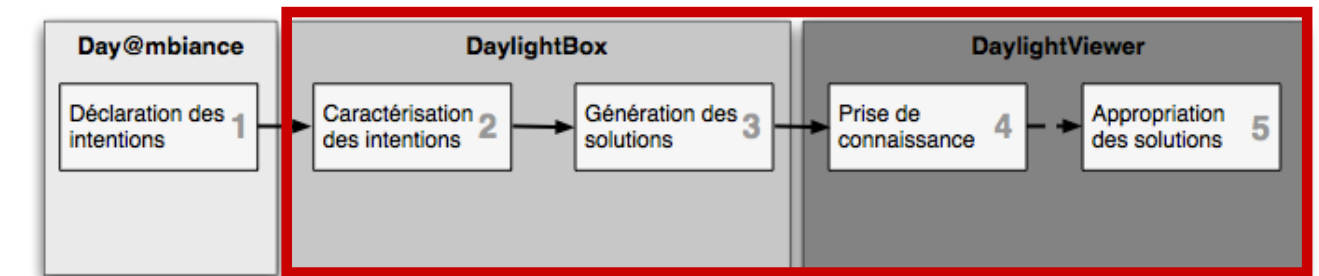 Day@mbiance
DaylightBox
DaylightViewer
Déclaration des
intentions
1
Caractérisation
des intentions
2
Génération des
solutions
3
Prise de
connaissance
4
Appropriation
des solutions
5